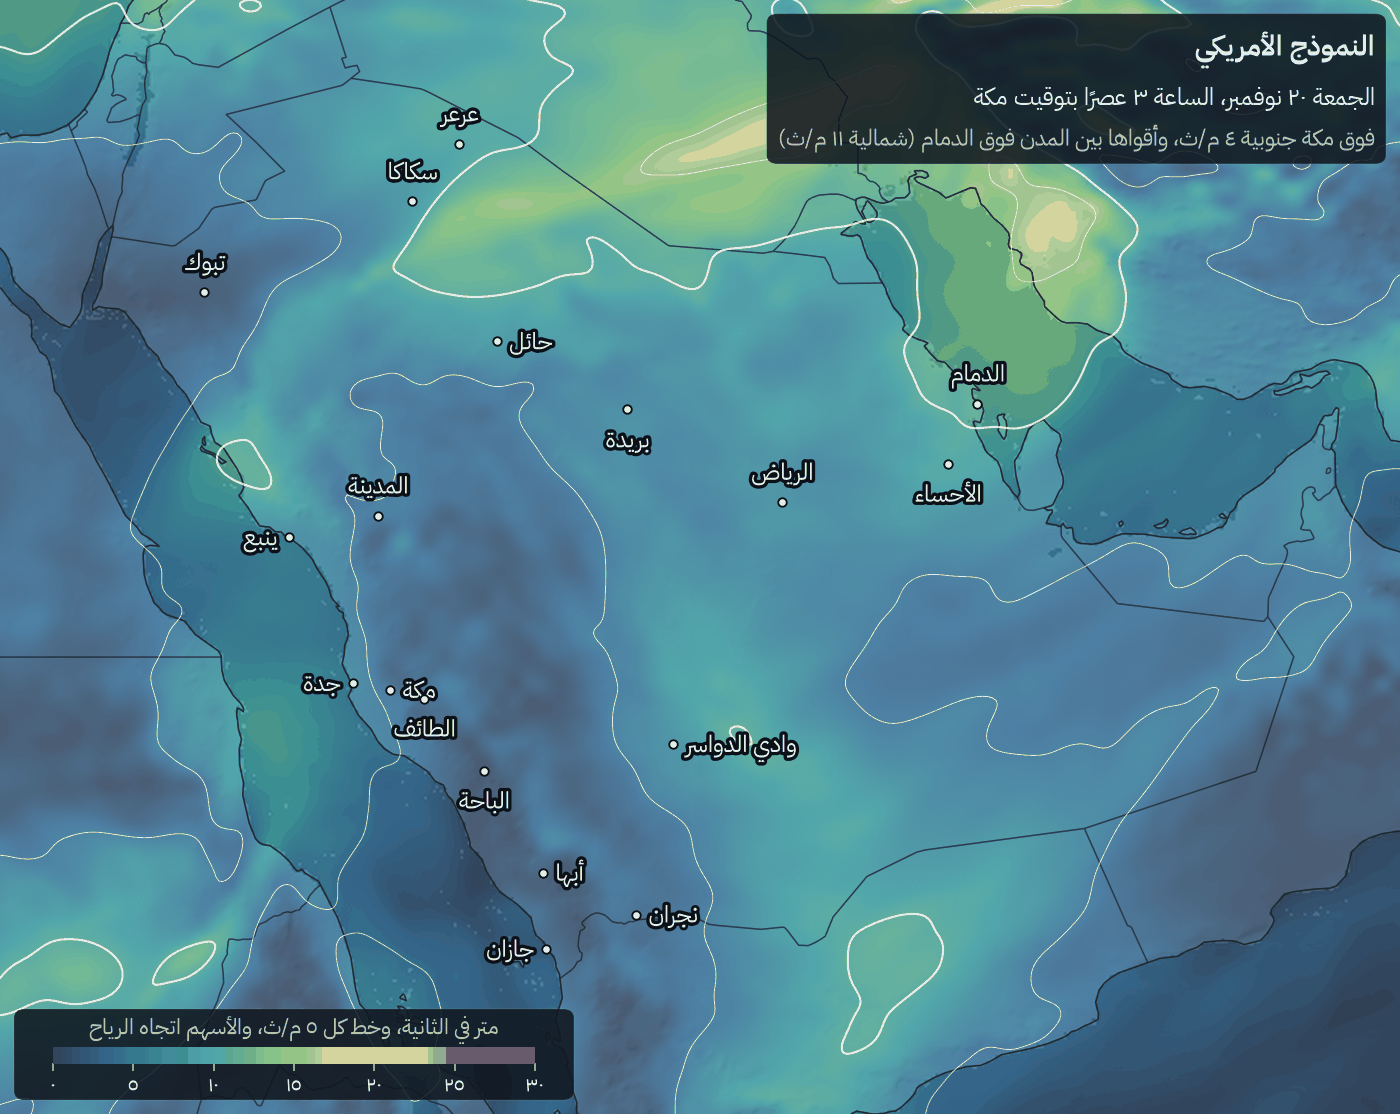 النموذج الأمريكي
الجمعة ٢٠ نوفمبر، الساعة ٣ عصرًا بتوقيت مكة
فوق مكة جنوبية ٤ م/ث، وأقواها بين المدن فوق الدمام (شمالية ١١ م/ث)
عرعر
سكاكا
تبوك
حائل
الدمام
بريدة
الرياض
الأحساء
المدينة
ينبع
جدة
مكة
الطائف
وادي الدواسر
الباحة
أبها
نجران
جازان
متر في الثانية، وخط كل ٥ م/ث، والأسهم اتجاه الرياح
٠ ٥ ١٠ ١٥ ٢٠ ٢٥ ٣٠